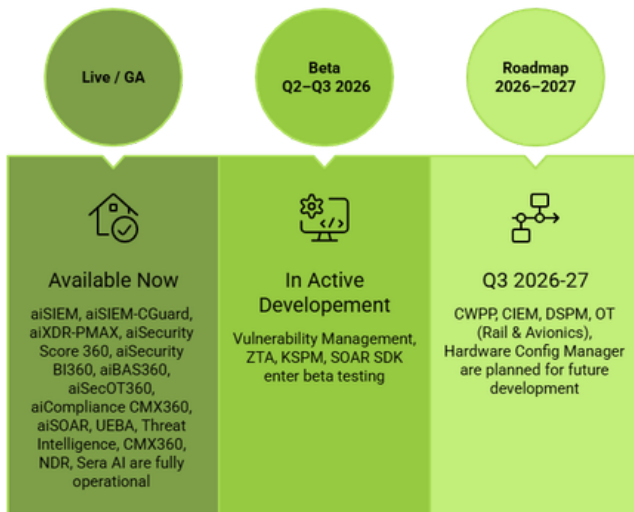 Live / GA
Beta
Q2–Q3 2026
Roadmap
2026–2027
Available Now
aiSIEM, aiSIEM-CGuard,
aiXDR-PMAX, aiSecurity
Score 360, aiSecurity
BI360, aiBAS360,
aiSecOT360,
aiCompliance CMX360,
aiSOAR, UEBA, Threat
Intelligence, CMX360,
NDR, Sera AI are fully
operational
In Active
Developement
Vulnerability Management,
ZTA, KSPM, SOAR SDK
enter beta testing
Q3 2026-27
CWPP, CIEM, DSPM, OT
(Rail & Avionics),
Hardware Config Manager
are planned for future
development